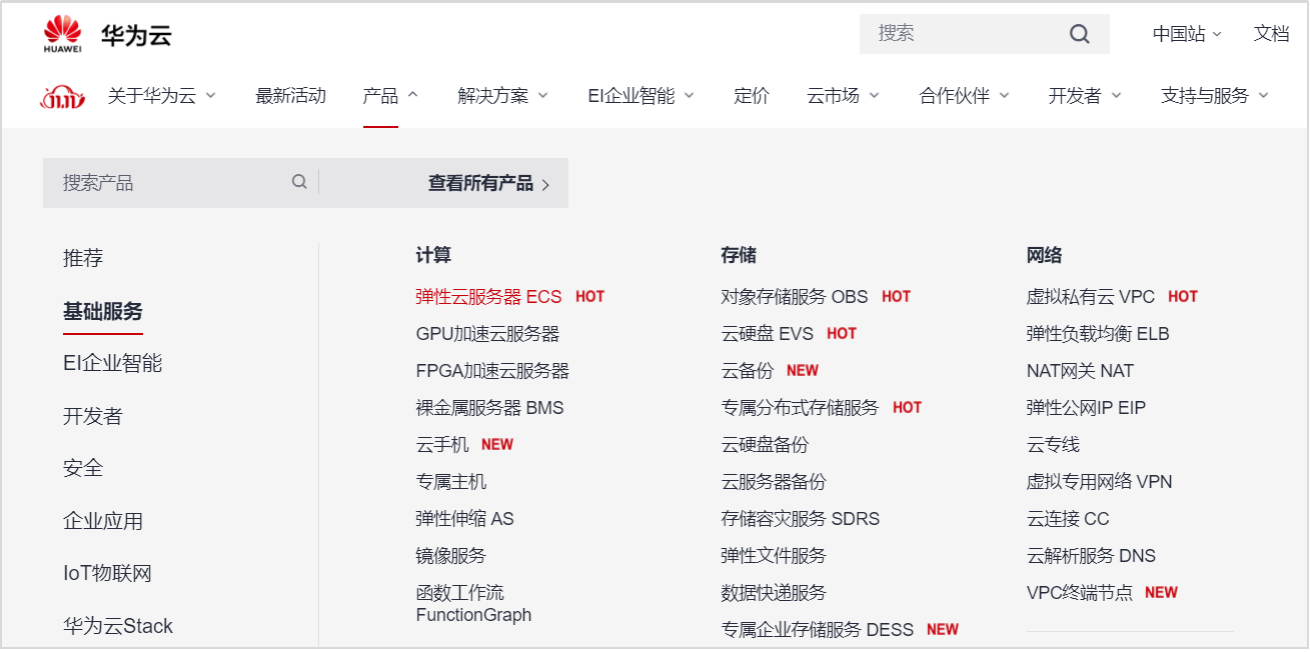 HUAWEI 华为云
搜索
中国站
文档
11.11
关于华为云 最新活动 产品 解决方案 EI企业智能 定价 云市场 合作伙伴 开发者 支持与服务
搜索产品
查看所有产品
推荐
基础服务
EI企业智能
开发者
安全
企业应用
IoT物联网
华为云Stack
计算
弹性云服务器 ECS HOT
GPU加速云服务器
FPGA加速云服务器
裸金属服务器 BMS
云手机 NEW
专属主机
弹性伸缩 AS
镜像服务
函数工作流
FunctionGraph
存储
对象存储服务 OBS HOT
云硬盘 EVS HOT
云备份 NEW
专属分布式存储服务 HOT
云硬盘备份
云服务器备份
存储容灾服务 SDRS
弹性文件服务
数据快递服务
专属企业存储服务 DESS NEW
网络
虚拟私有云 VPC HOT
弹性负载均衡 ELB
NAT网关 NAT
弹性公网IP EIP
云专线
虚拟专用网络 VPN
云连接 CC
云解析服务 DNS
VPC终端节点 NEW